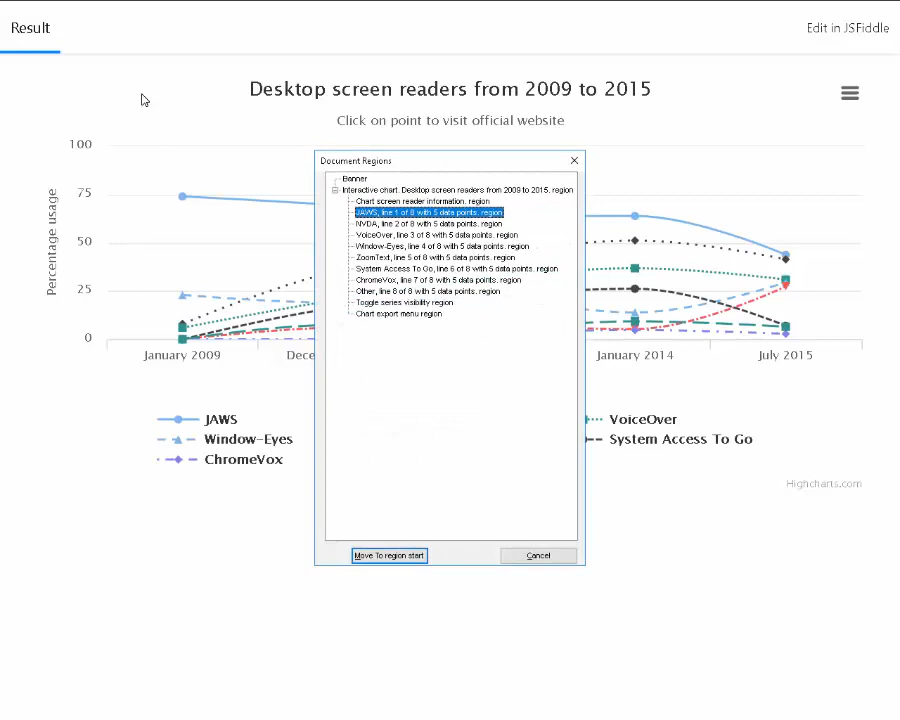 Result
Edit in JSFiddle
Desktop screen readers from 2009 to 2015
Click on point to visit official website
Percentage usage
100
75
50
25
0
January 2009
Dece
January 2014
July 2015
Document Regions
Banner
Interactive chart. Desktop screen readers from 2009 to 2015. region
Chart screen reader information. region
JAWS, line 1 of 8 with 5 data points. region
NVDA, line 2 of 8 with 5 data points. region
VoiceOver, line 3 of 8 with 5 data points. region
Window-Eyes, line 4 of 8 with 5 data points. region
ZoomText, line 5 of 8 with 5 data points. region
System Access To Go, line 6 of 8 with 5 data points. region
ChromeVox, line 7 of 8 with 5 data points. region
Other, line 8 of 8 with 5 data points. region
Toggle series visibility region
Chart export menu region
Move To region start
Cancel
JAWS
VoiceOver
Window-Eyes
System Access To Go
ChromeVox
Highcharts.com